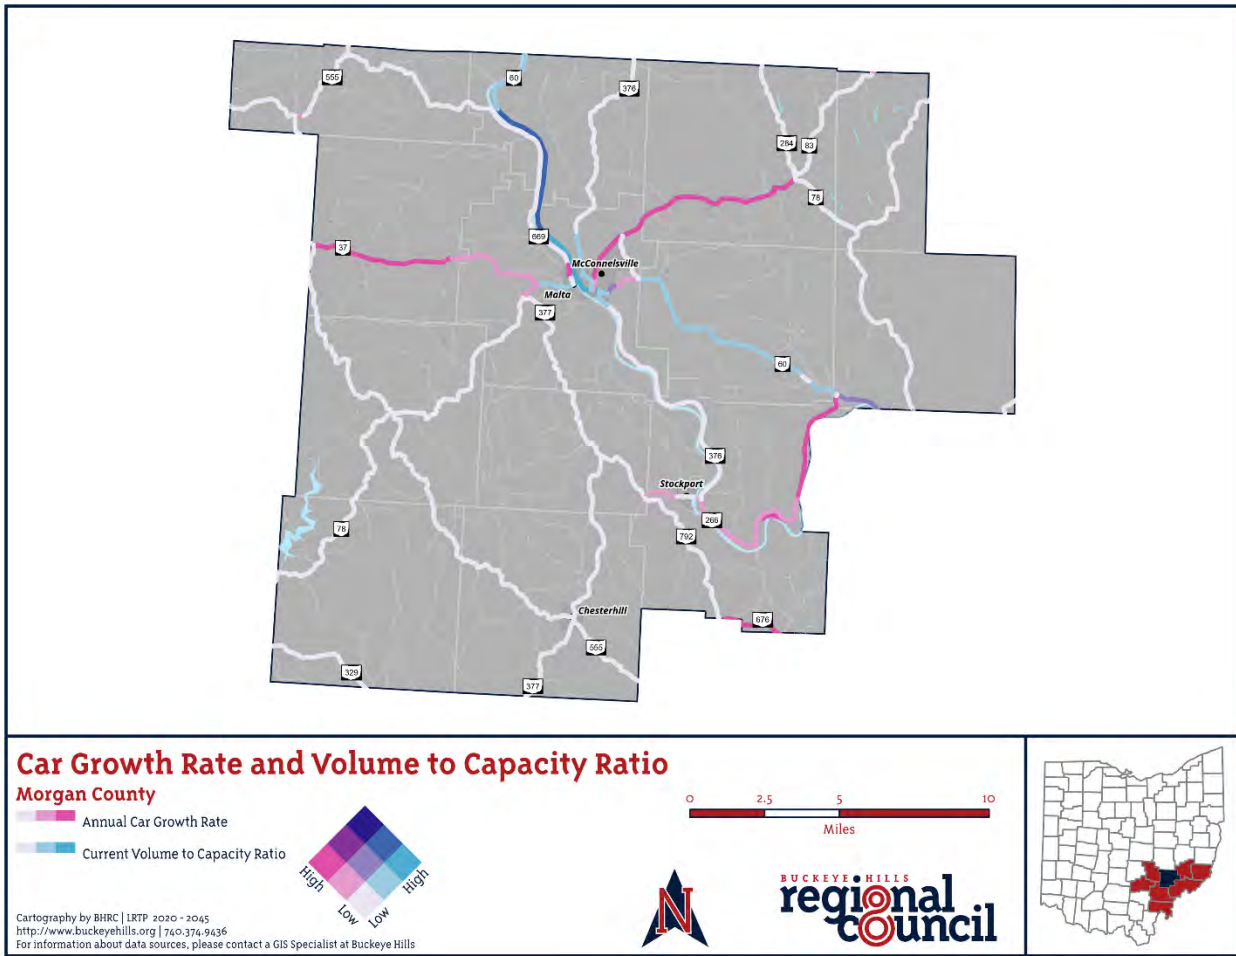 555
60
376
284
83
78
669
37
McConnelsville
Malta
377
60
376
Stockport
266
78
792
Chesterhill
676
555
329
377
Car Growth Rate and Volume to Capacity Ratio
Morgan County
Annual Car Growth Rate
Current Volume to Capacity Ratio
High
Low
Low
High
0 2.5 5 10
Miles
N
BUCKEYE HILLS
regional
council
Cartography by BHRC | LRTP 2020 - 2045
http://www.buckeyehills.org | 740.374.9436
For information about data sources, please contact a GIS Specialist at Buckeye Hills